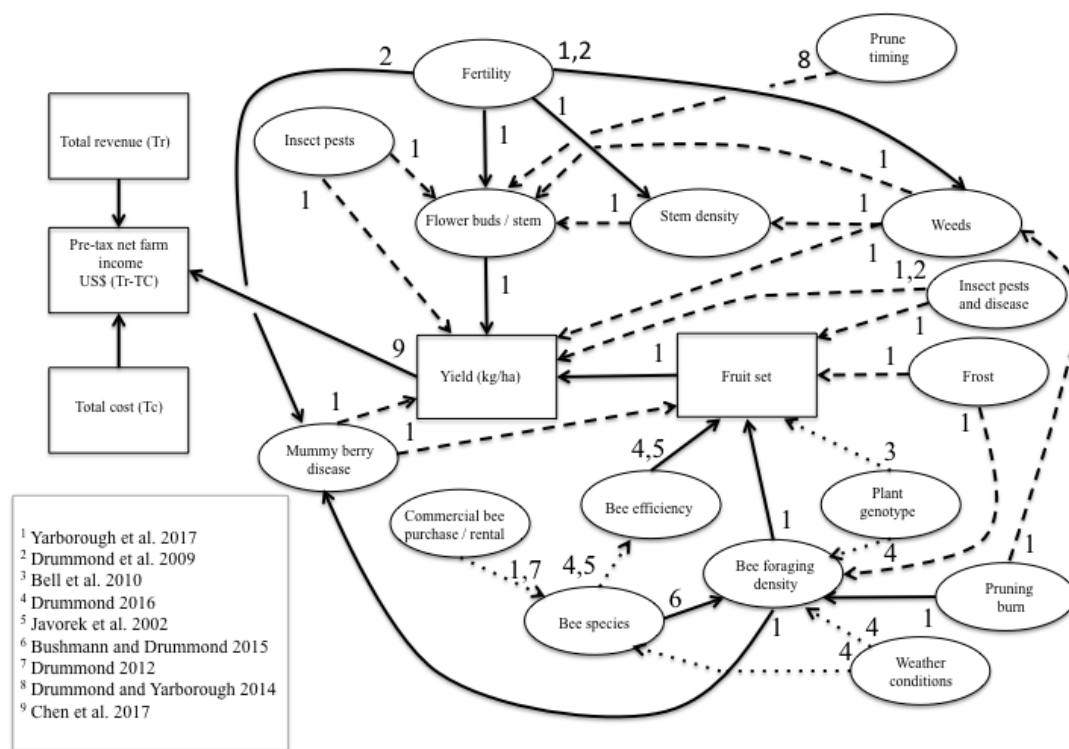 2
1,2
Fertility
Prune
timing
8
Total revenue (Tr)
Insect pests
1
1
1
1
1
1
Flower buds / stem
1
Stem density
1
Weeds
1
Pre-tax net farm
income
US$ (Tr-TC)
1
1,2
Insect pests
and disease
1
9
Yield (kg/ha)
1
Fruit set
1
Frost
1
Total cost (Tc)
1
1
Mummy berry
disease
4,5
3
Commercial bee
purchase / rental
Bee efficiency
Plant
genotype
1
4
1
1,7
4,5
Bee foraging
density
Bee species
6
1
1
Pruning
burn
4
4
Weather
conditions
1 Yarborough et al. 2017
2 Drummond et al. 2009
3 Bell et al. 2010
4 Drummond 2016
5 Javorek et al. 2002
6 Bushmann and Drummond 2015
7 Drummond 2012
8 Drummond and Yarborough 2014
9 Chen et al. 2017